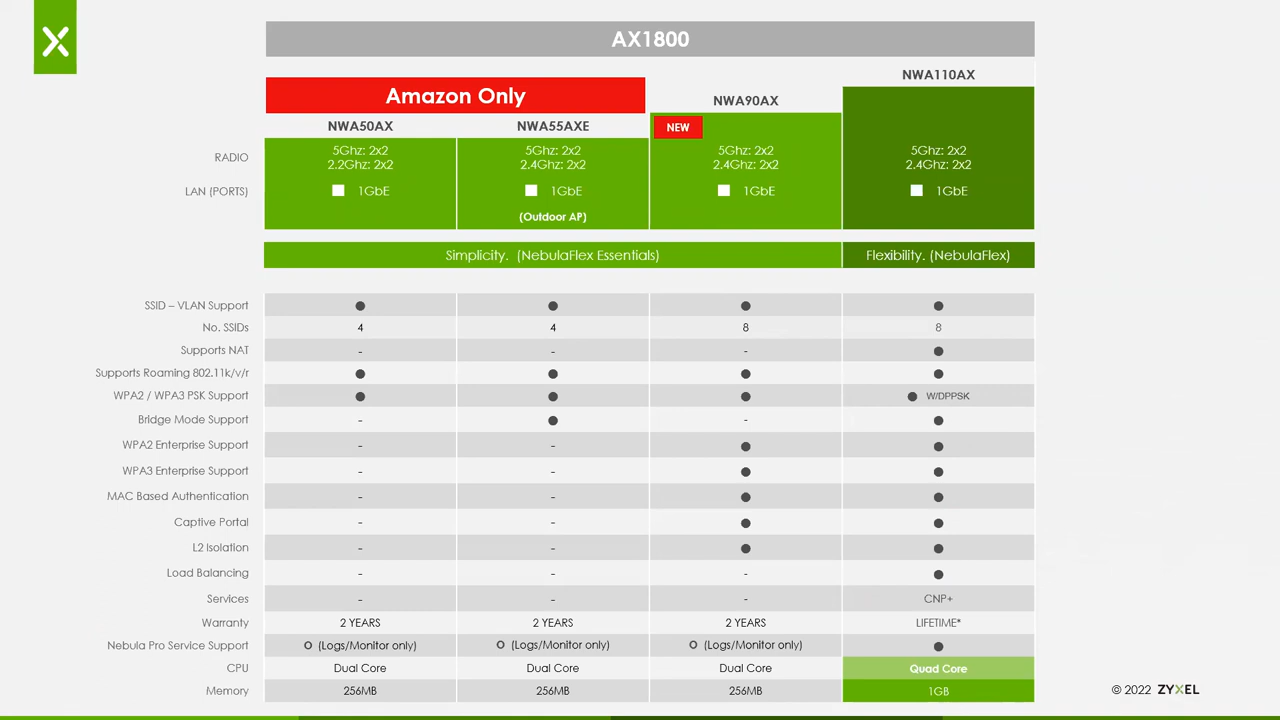 AX1800
NWA110AX
Amazon Only
NWA90AX
NWA50AX NWA55AXE NEW
RADIO 5Ghz: 2x2 5Ghz: 2x2 5Ghz: 2x2 5Ghz: 2x2
2.2Ghz: 2x2 2.4Ghz: 2x2 2.4Ghz: 2x2 2.4Ghz: 2x2
LAN (PORTS) 1GbE 1GbE 1GbE 1GbE
(Outdoor AP)
Simplicity. (NebulaFlex Essentials) Flexibility. (NebulaFlex)
SSID – VLAN Support ● ● ● ●
No. SSIDs 4 4 8 8
Supports NAT - - - ●
Supports Roaming 802.11k/v/r ● ● ● ●
WPA2 / WPA3 PSK Support ● ● ● ● W/DPPSK
Bridge Mode Support - ● - ●
WPA2 Enterprise Support - - ● ●
WPA3 Enterprise Support - - ● ●
MAC Based Authentication - - ● ●
Captive Portal - - ● ●
L2 Isolation - - ● ●
Load Balancing - - - ●
Services - - - CNP+
Warranty 2 YEARS 2 YEARS 2 YEARS LIFETIME*
Nebula Pro Service Support O (Logs/Monitor only) O (Logs/Monitor only) O (Logs/Monitor only) ●
CPU Dual Core Dual Core Dual Core Quad Core
Memory 256MB 256MB 256MB 1GB
© 2022 ZYXEL